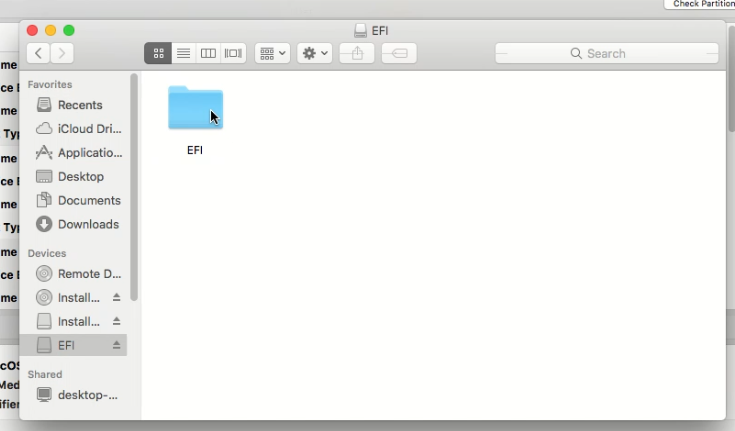 Check Partition
EFI
Search
Favorites
Recents
iCloud Dri...
Applicatio...
Desktop
Documents
Downloads
Devices
Remote D...
Install...
Install...
EFI
Shared
desktop-...
EFI
me
ce E
me
Typ
me
ce E
me
Typ
me
ce E
me
cOS
Med
ifier